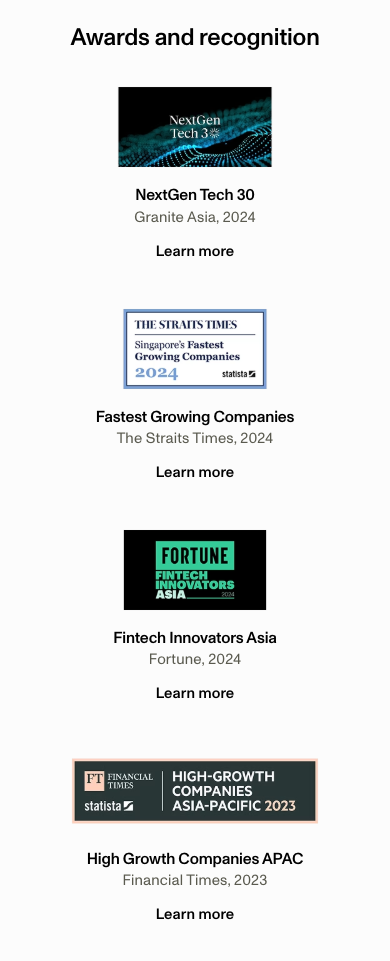 Awards and recognition
NextGen
Tech 30
NextGen Tech 30
Granite Asia, 2024
Learn more
THE STRAITS TIMES
Singapore's Fastest
Growing Companies
2024 statista
Fastest Growing Companies
The Straits Times, 2024
Learn more
FORTUNE
FINTECH
INNOVATORS
ASIA 2024
Fintech Innovators Asia
Fortune, 2024
Learn more
FT FINANCIAL TIMES
statista
HIGH-GROWTH
COMPANIES
ASIA-PACIFIC 2023
High Growth Companies APAC
Financial Times, 2023
Learn more